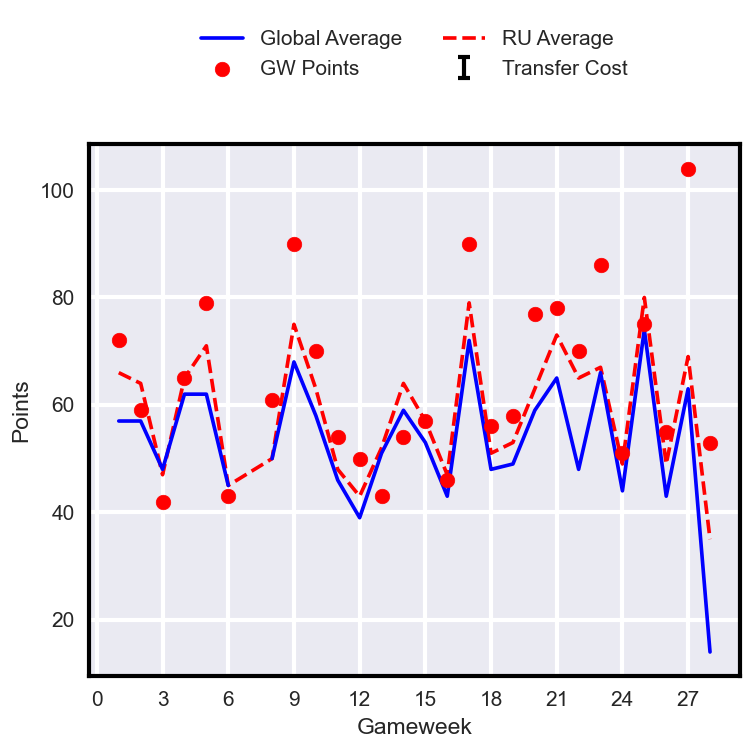 Global Average
RU Average
GW Points
Transfer Cost
100
80
60
40
20
Points
0 3 6 9 12 15 18 21 24 27
Gameweek